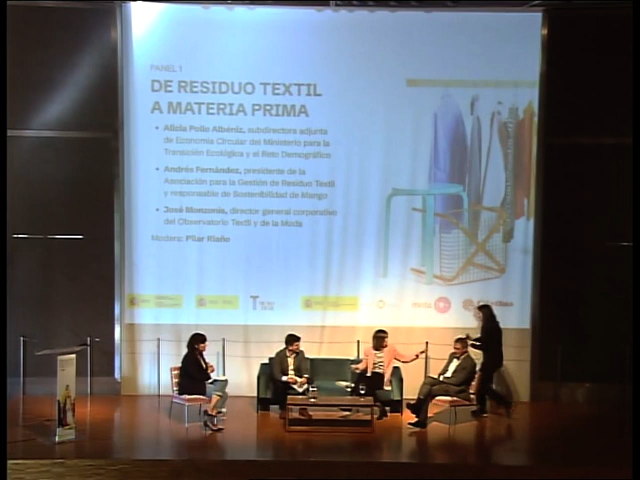 PANEL 1
DE RESIDUO TEXTIL
A MATERIA PRIMA
• Alicia Pollo Albéniz, subdirectora adjunta
de Economía Circular del Ministerio para la
Transición Ecológica y el Reto Demográfico
• Andrés Fernández, presidente de la
Asociación para la Gestión de Residuo Textil
y responsable de Sostenibilidad de Mango
• José Monzonís, director general corporativo
del Observatorio Textil y de la Moda
Modera: Pilar Riaño